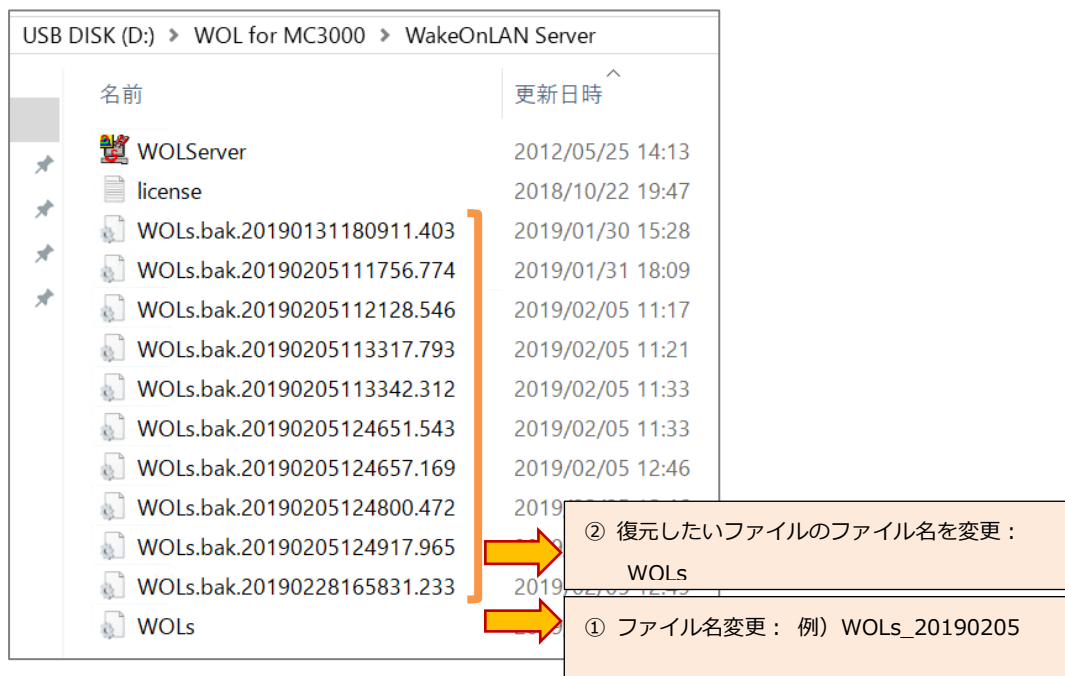 USB DISK (D:) > WOL for MC3000 > WakeOnLAN Server
名前 更新日時
WOLServer 2012/05/25 14:13
license 2018/10/22 19:47
WOLs.bak.20190131180911.403 2019/01/30 15:28
WOLs.bak.20190205111756.774 2019/01/31 18:09
WOLs.bak.20190205112128.546 2019/02/05 11:17
WOLs.bak.20190205113317.793 2019/02/05 11:21
WOLs.bak.20190205113342.312 2019/02/05 11:33
WOLs.bak.20190205124651.543 2019/02/05 11:33
WOLs.bak.20190205124657.169 2019/02/05 12:46
WOLs.bak.20190205124800.472 2019
WOLs.bak.20190205124917.965
WOLs.bak.20190228165831.233 2019
WOLs
② 復元したいファイルのファイル名を変更：
WOLs
① ファイル名変更： 例）WOLs_20190205